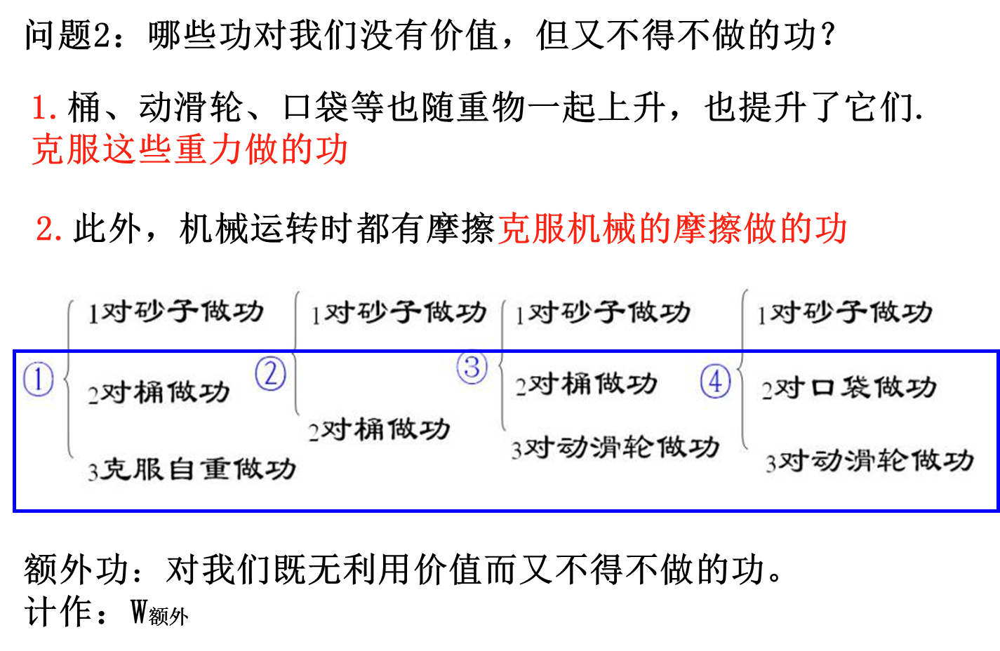 问题2：哪些功对我们没有价值，但又不得不做的功？
1.桶、动滑轮、口袋等也随重物一起上升，也提升了它们.
克服这些重力做的功
2.此外，机械运转时都有摩擦克服机械的摩擦做的功
①
1对砂子做功
2对桶做功
3克服自重做功
②
1对砂子做功
2对桶做功
③
1对砂子做功
2对桶做功
3对动滑轮做功
④
1对砂子做功
2对口袋做功
3对动滑轮做功
额外功：对我们既无利用价值而又不得不做的功。
计作：W额外